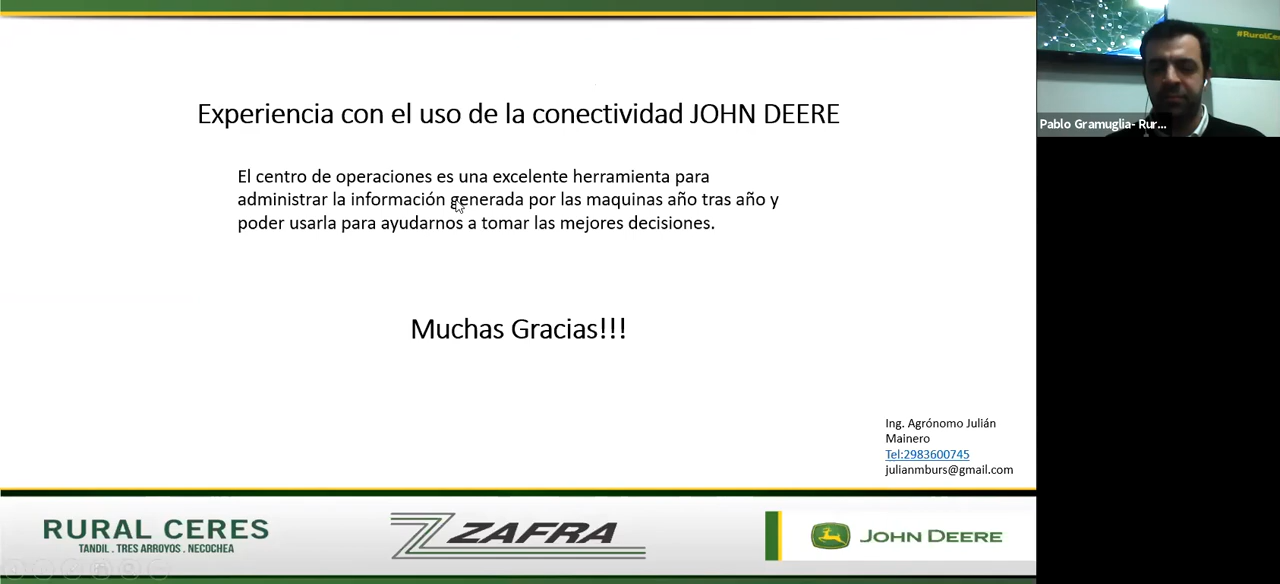 Experiencia con el uso de la conectividad JOHN DEERE
El centro de operaciones es una excelente herramienta para
administrar la información generada por las maquinas año tras año y
poder usarla para ayudarnos a tomar las mejores decisiones.
Muchas Gracias!!!
Ing. Agrónomo Julián
Mainero
Tel:2983600745
julianmburs@gmail.com
RURAL CERES
TANDIL . TRES ARROYOS . NECOCHEA
ZAFRA
JOHN DEERE
#RuralCe
Pablo Gramuglia- Rur...